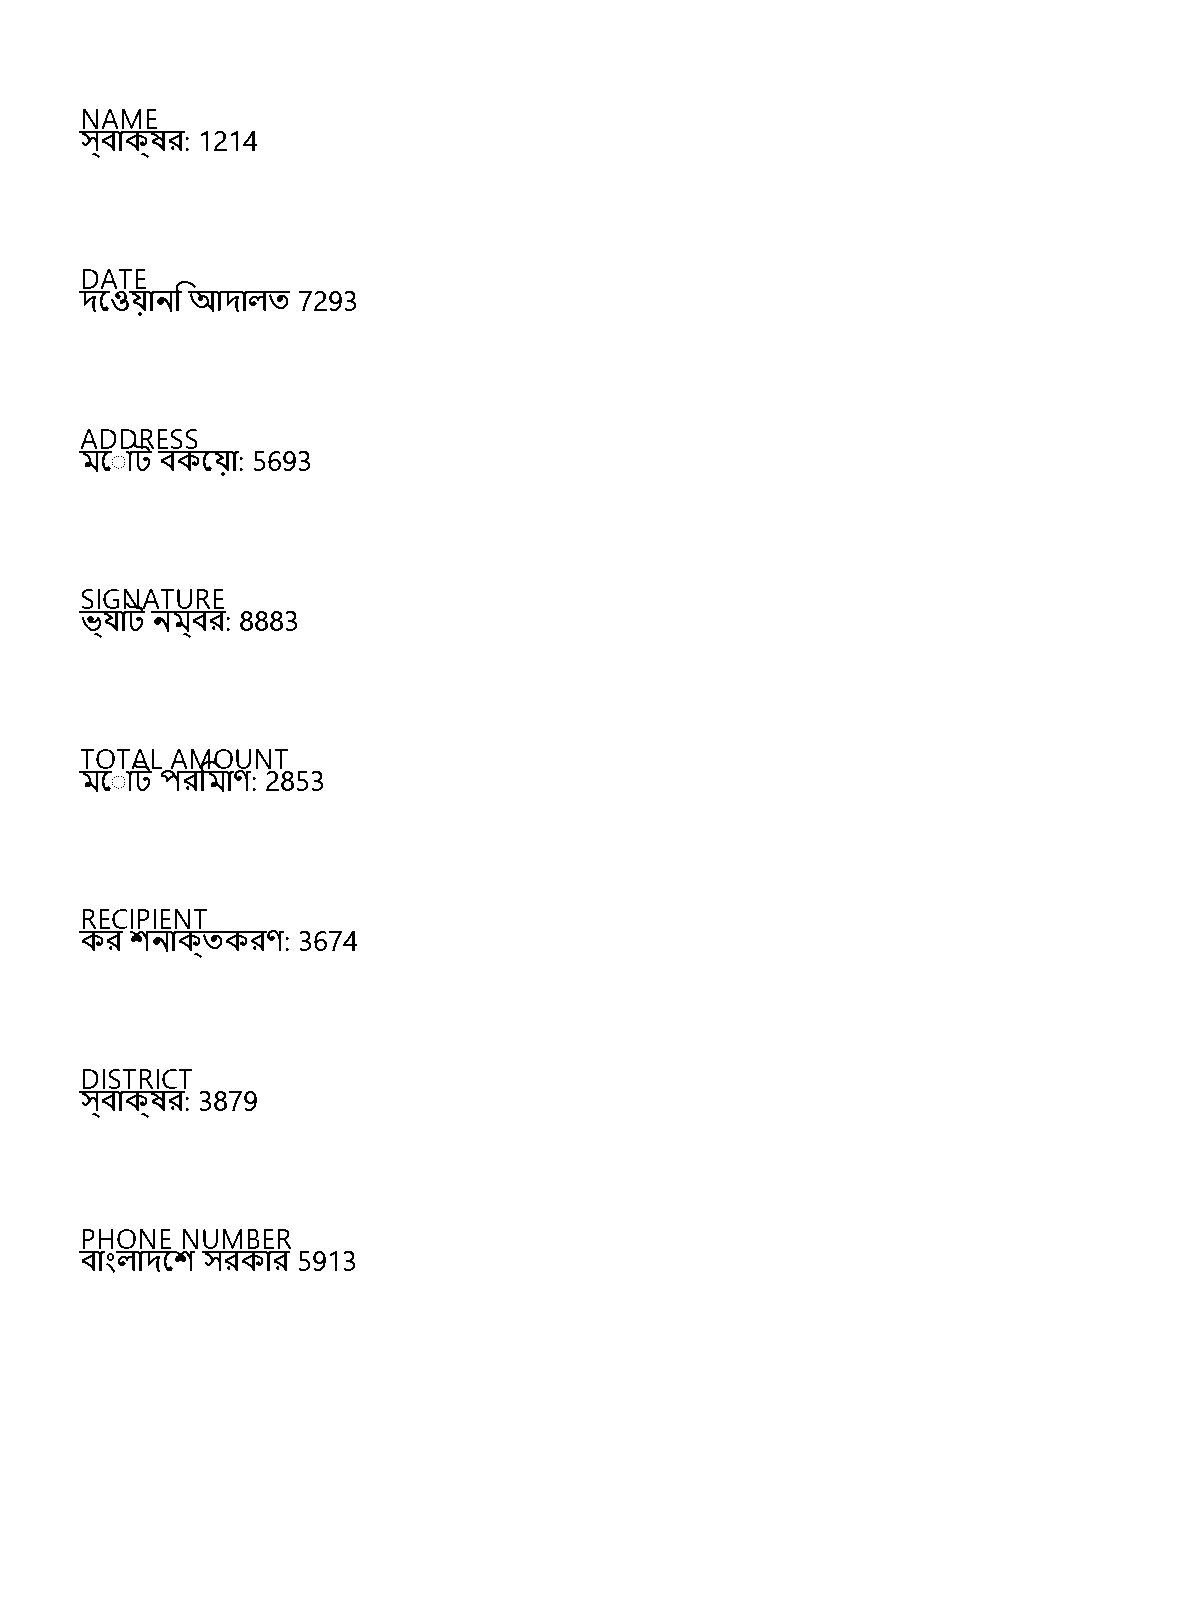 NAME
স্বাক্ষর: 1214
DATE
দেওয়ানি আদালত 7293
ADDRESS
মোট বকেয়া: 5693
SIGNATURE
ভ্যাট নম্বর: 8883
TOTAL AMOUNT
মোট পরিমাণ: 2853
RECIPIENT
কর শনাক্তকরণ: 3674
DISTRICT
স্বাক্ষর: 3879
PHONE NUMBER
বাংলাদেশ সরকার 5913